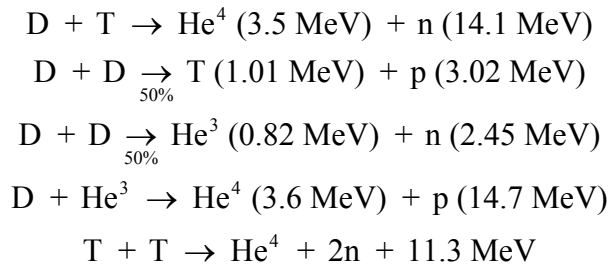 D + T → He⁴ (3.5 MeV) + n (14.1 MeV)
D + D →50% T (1.01 MeV) + p (3.02 MeV)
D + D →50% He³ (0.82 MeV) + n (2.45 MeV)
D + He³ → He⁴ (3.6 MeV) + p (14.7 MeV)
T + T → He⁴ + 2n + 11.3 MeV